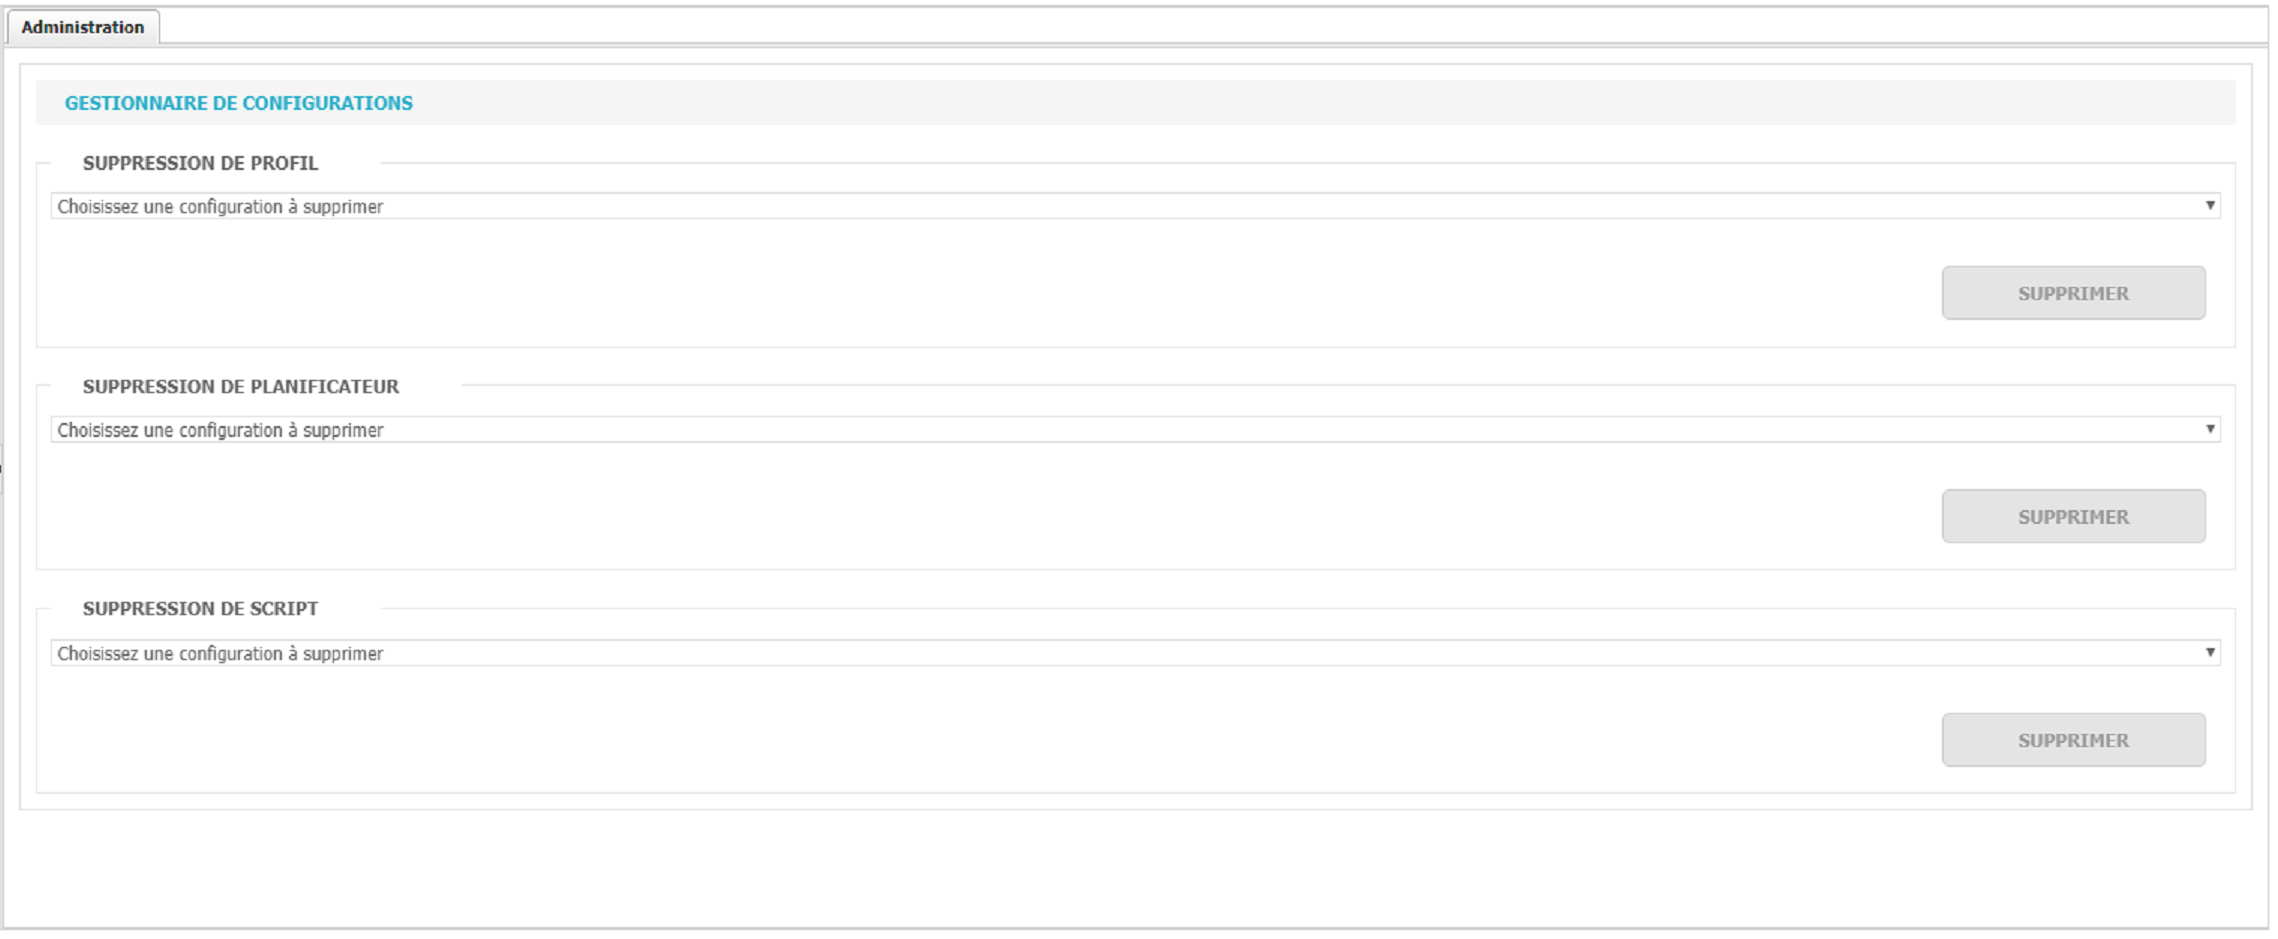 Administration
GESTIONNAIRE DE CONFIGURATIONS
SUPPRESSION DE PROFIL
Choisissez une configuration à supprimer
SUPPRIMER
SUPPRESSION DE PLANIFICATEUR
Choisissez une configuration à supprimer
SUPPRIMER
SUPPRESSION DE SCRIPT
Choisissez une configuration à supprimer
SUPPRIMER